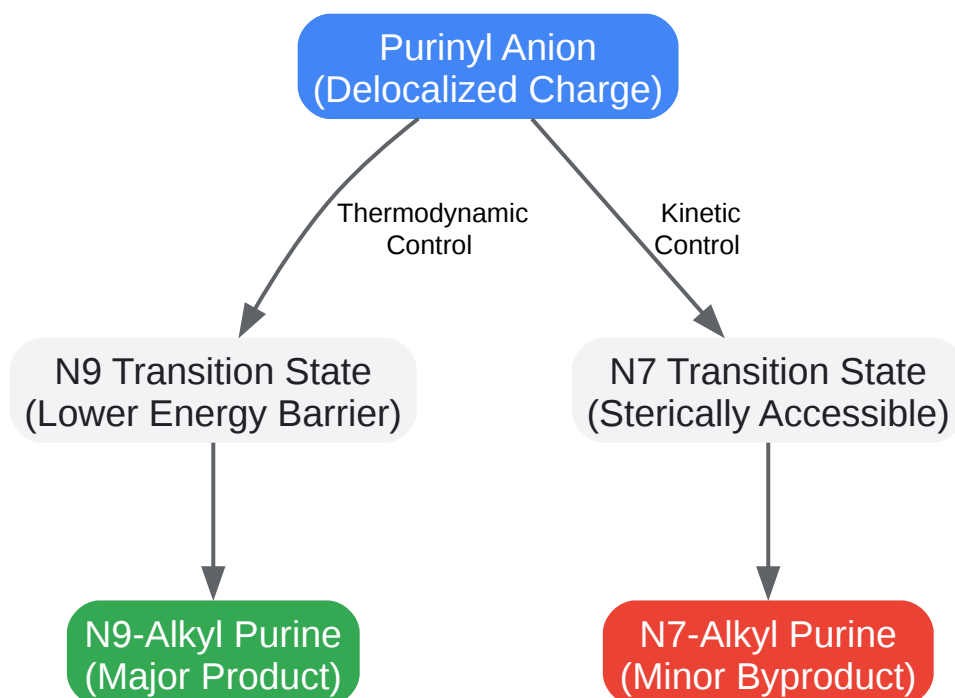 Purinyl Anion
(Delocalized Charge)
Thermodynamic
Control
Kinetic
Control
N9 Transition State
(Lower Energy Barrier)
N7 Transition State
(Sterically Accessible)
N9-Alkyl Purine
(Major Product)
N7-Alkyl Purine
(Minor Byproduct)